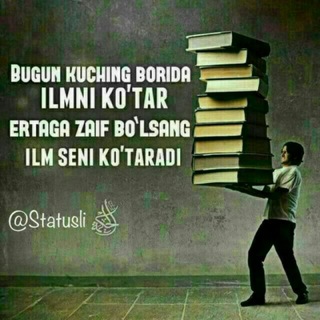 BUGUN KUCHING BORIDA
ILMNI KO'TAR
ERTAGA ZAIF BO'LSANG
ILM SENI KO'TARADI
@Statusli